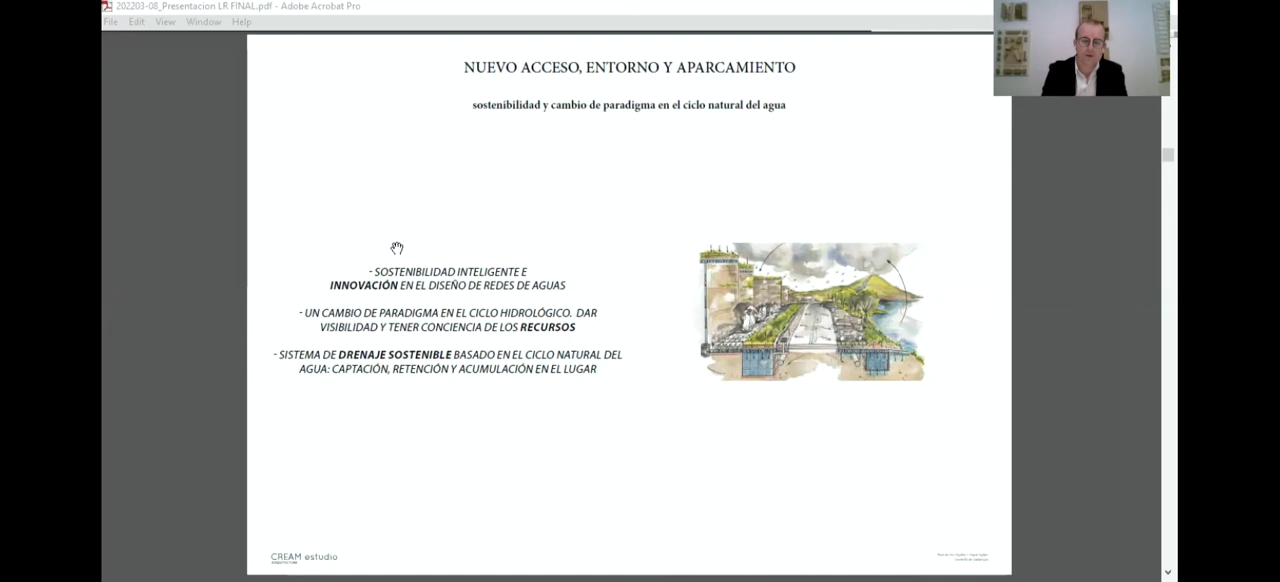 202203-08_Presentacion LR FINAL.pdf - Adobe Acrobat Pro
File Edit View Window Help
NUEVO ACCESO, ENTORNO Y APARCAMIENTO
sostenibilidad y cambio de paradigma en el ciclo natural del agua
- SOSTENIBILIDAD INTELIGENTE E
INNOVACIÓN EN EL DISEÑO DE REDES DE AGUAS
- UN CAMBIO DE PARADIGMA EN EL CICLO HIDROLÓGICO. DAR
VISIBILIDAD Y TENER CONCIENCIA DE LOS RECURSOS
- SISTEMA DE DRENAJE SOSTENIBLE BASADO EN EL CICLO NATURAL DEL
AGUA: CAPTACIÓN, RETENCIÓN Y ACUMULACIÓN EN EL LUGAR
CREAM estudio
ARQUITECTURA